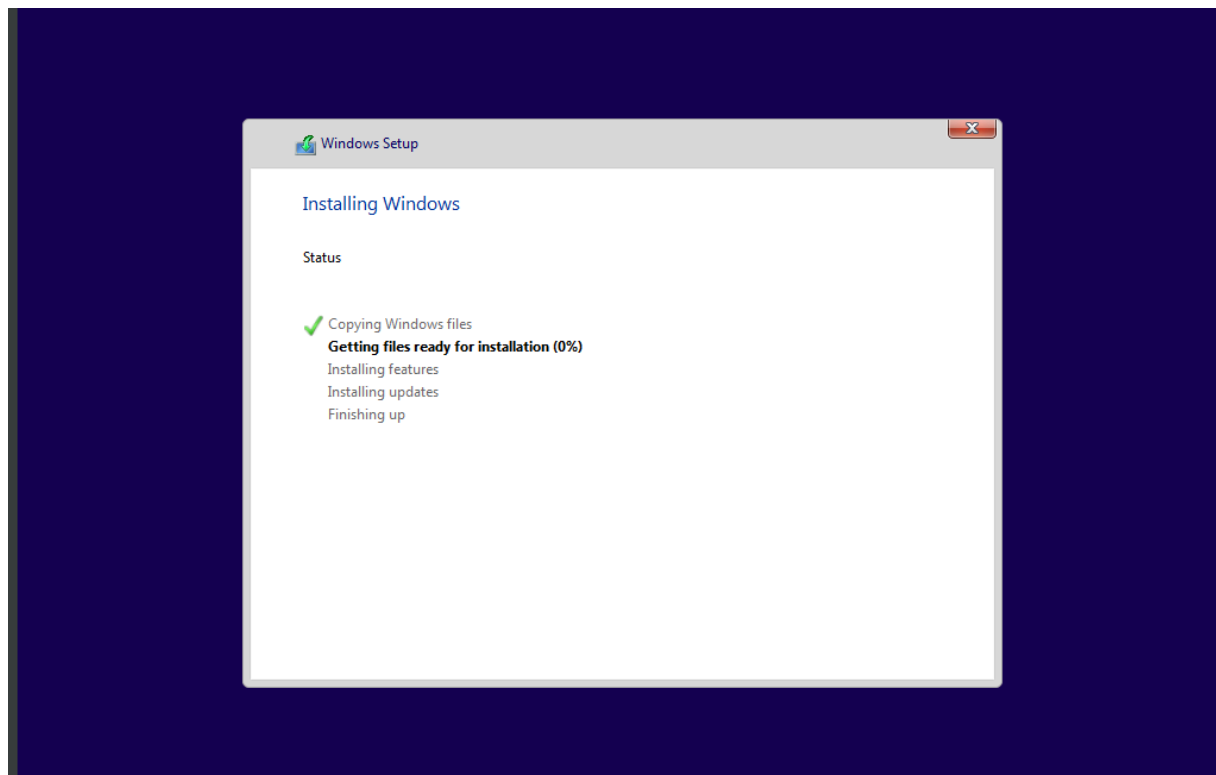 Windows Setup
Installing Windows
Status
Copying Windows files
Getting files ready for installation (0%)
Installing features
Installing updates
Finishing up